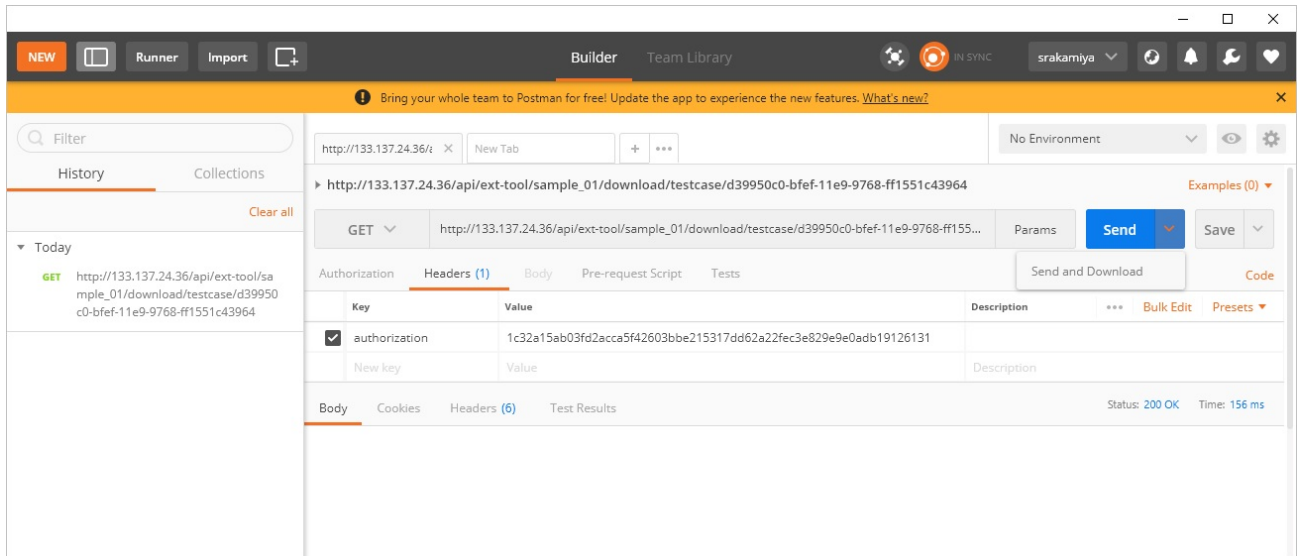 NEW Runner Import Builder Team Library IN SYNC srakamiya
Bring your whole team to Postman for free! Update the app to experience the new features. What's new?
Filter
History Collections
Clear all
Today
GET http://133.137.24.36/api/ext-tool/sa
mple_01/download/testcase/d39950
c0-bfef-11e9-9768-ff1551c43964
http://133.137.24.36/a New Tab + ••• No Environment
http://133.137.24.36/api/ext-tool/sample_01/download/testcase/d39950c0-bfef-11e9-9768-ff1551c43964 Examples (0)
GET http://133.137.24.36/api/ext-tool/sample_01/download/testcase/d39950c0-bfef-11e9-9768-ff155... Params Send Save
Send and Download
Authorization Headers (1) Body Pre-request Script Tests Code
Key Value Description ••• Bulk Edit Presets
authorization 1c32a15ab03fd2acca5f42603bbe215317dd62a22fec3e829e9e0adb19126131
New key Value Description
Body Cookies Headers (6) Test Results Status: 200 OK Time: 156 ms